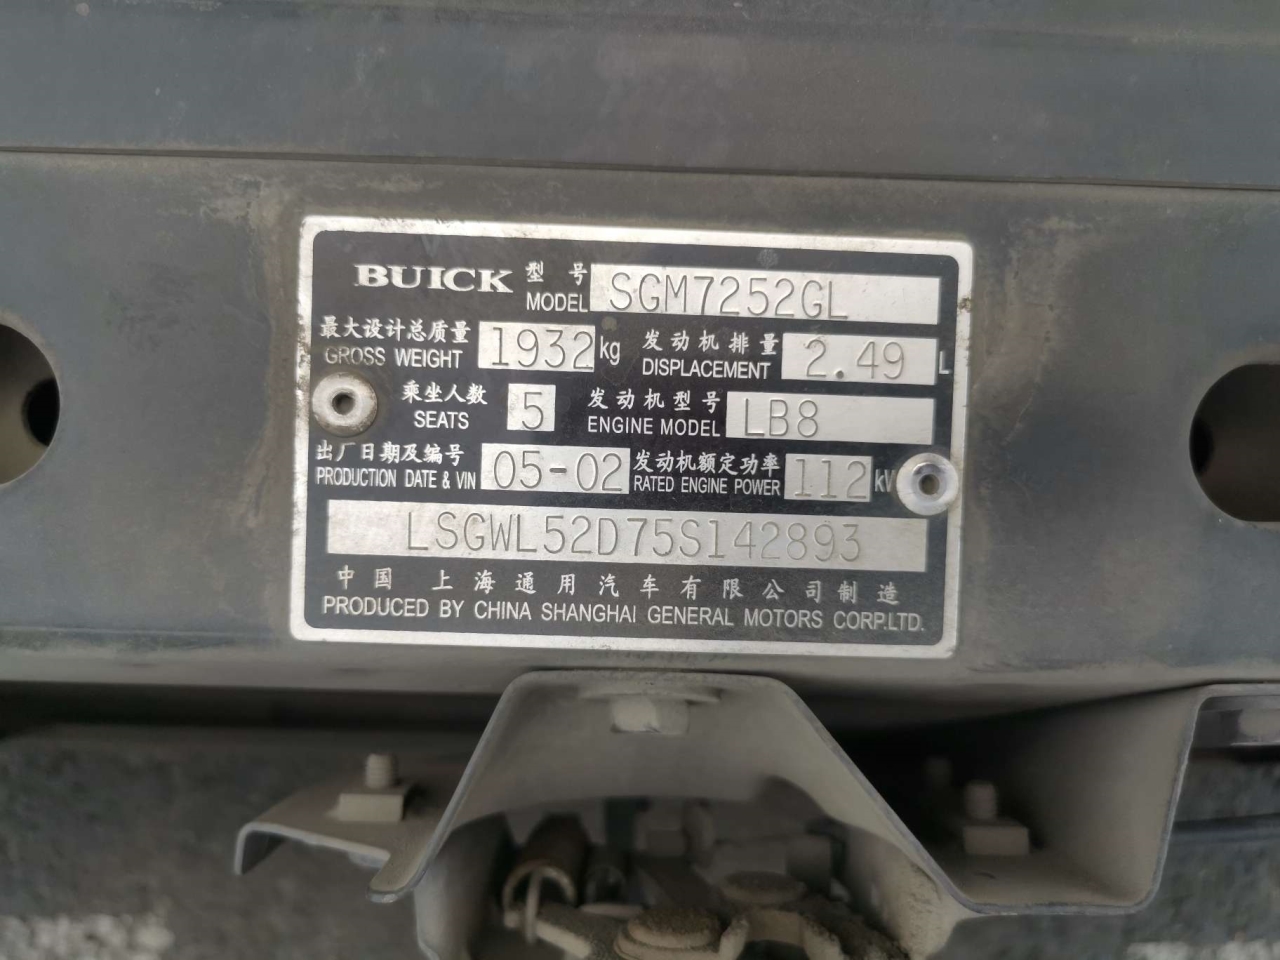 BUICK 型号 SGM7252GL
MODEL
最大设计总质量 1932 kg 发动机排量 2.49 L
GROSS WEIGHT DISPLACEMENT
乘坐人数 5 发动机型号 LB8
SEATS ENGINE MODEL
出厂日期及编号 05-02 发动机额定功率 112 kW
PRODUCTION DATE & VIN RATED ENGINE POWER
LSGWL52D75S142893
中国 上海通用汽车有限公司制造
PRODUCED BY CHINA SHANGHAI GENERAL MOTORS CORP.LTD.